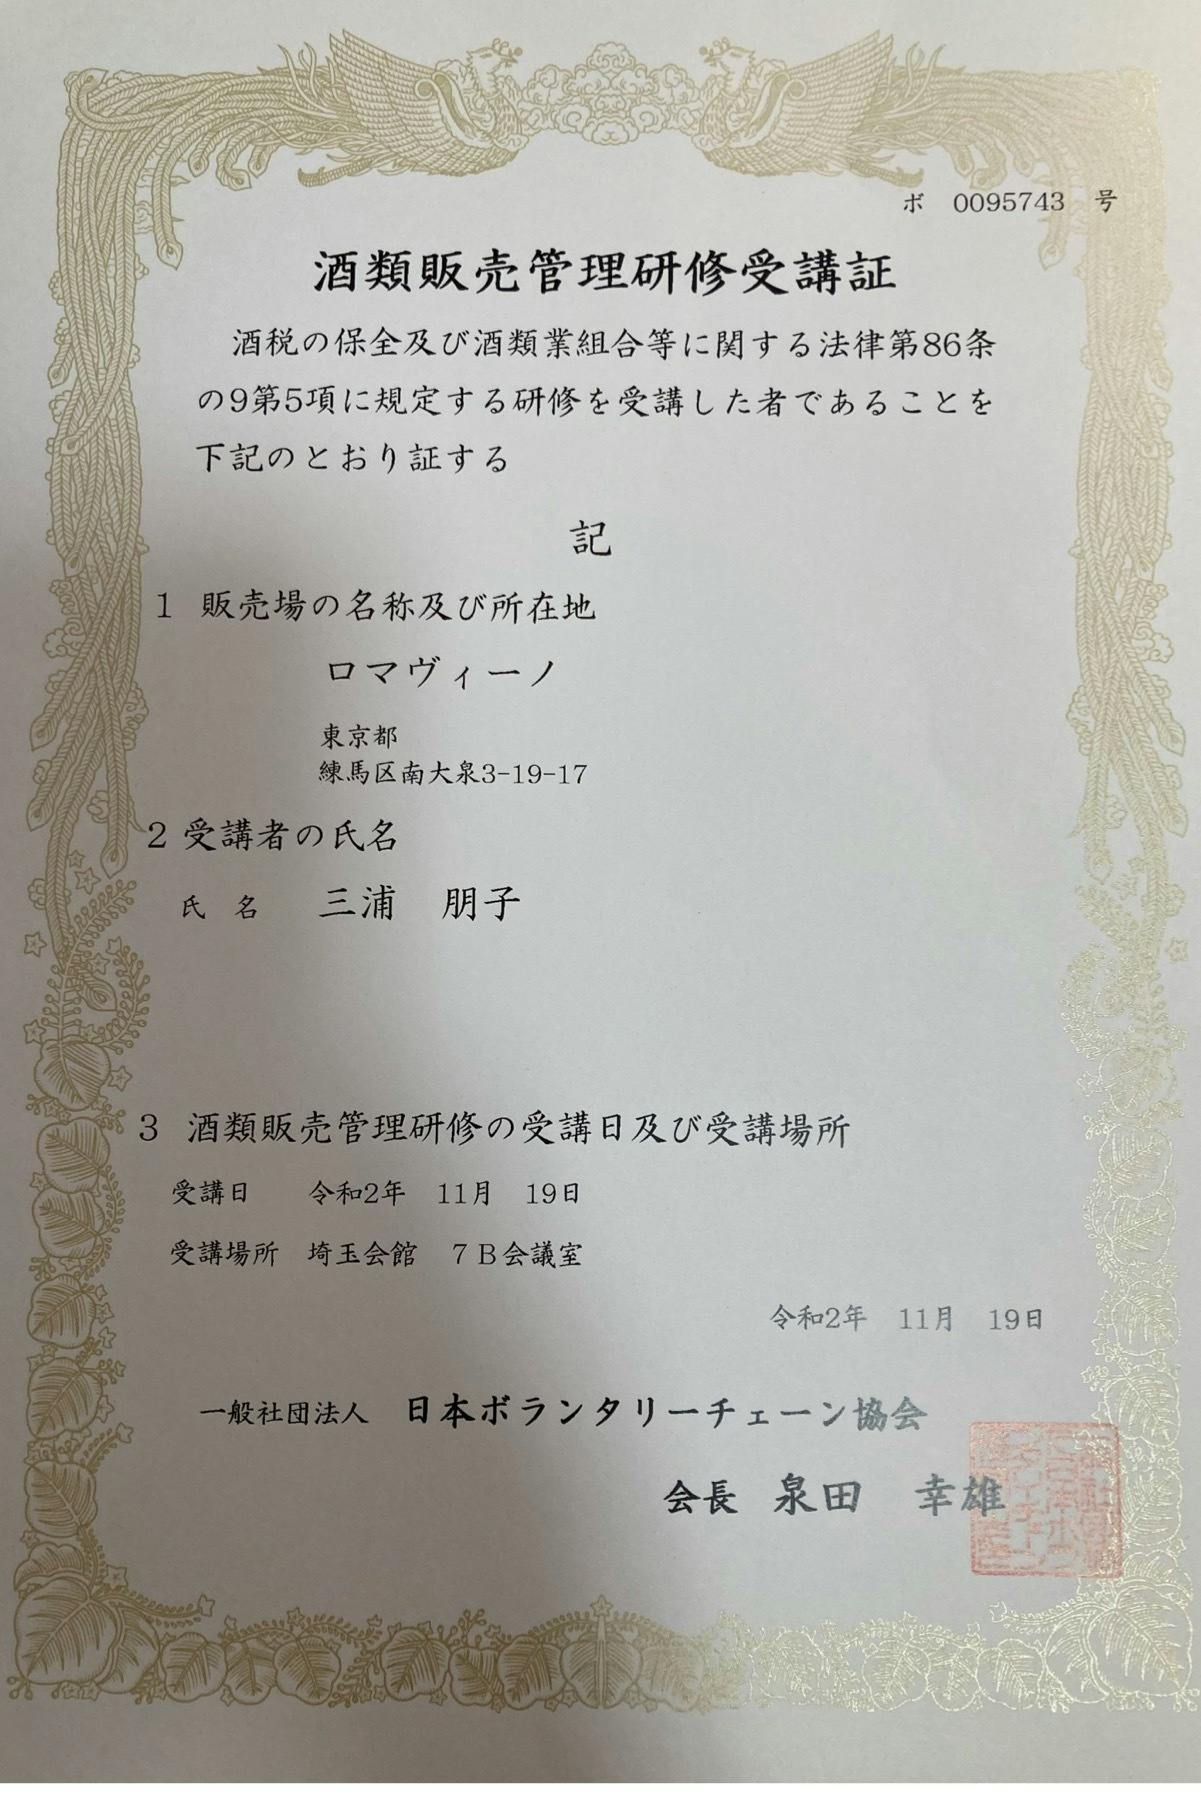 ボ 0095743 号
酒類販売管理研修受講証
酒税の保全及び酒類業組合等に関する法律第86条
の9第5項に規定する研修を受講した者であることを
下記のとおり証する
記
1 販売場の名称及び所在地
ロマヴィーノ
東京都
練馬区南大泉3-19-17
2 受講者の氏名
氏 名 三浦 朋子
3 酒類販売管理研修の受講日及び受講場所
受講日 令和2年 11月 19日
受講場所 埼玉会館 7B会議室
令和2年 11月 19日
一般社団法人 日本ボランタリーチェーン協会
会長 泉田 幸雄